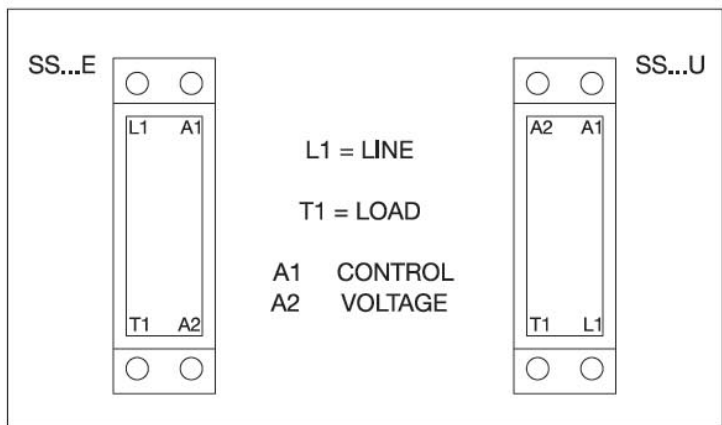 SS...E
SS...U
L1 A1
A2 A1
L1 = LINE
T1 = LOAD
A1 CONTROL
A2 VOLTAGE
T1 A2
T1 L1